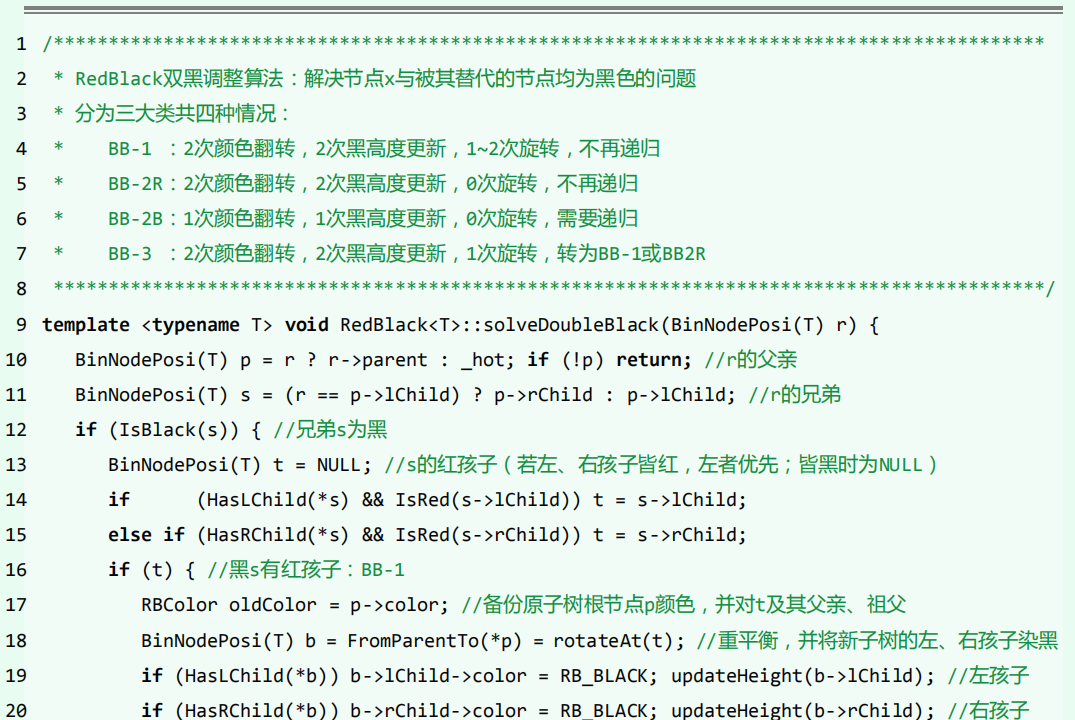 1 /******************************************************************************************
2 * RedBlack双黑调整算法：解决节点x与被其替代的节点均为黑色的问题
3 * 分为三大类共四种情况：
4 * BB-1 ：2次颜色翻转，2次黑高度更新，1~2次旋转，不再递归
5 * BB-2R：2次颜色翻转，2次黑高度更新，0次旋转，不再递归
6 * BB-2B：1次颜色翻转，1次黑高度更新，0次旋转，需要递归
7 * BB-3 ：2次颜色翻转，2次黑高度更新，1次旋转，转为BB-1或BB2R
8 ******************************************************************************************/
9 template <typename T> void RedBlack<T>::solveDoubleBlack(BinNodePosi(T) r) {
10 BinNodePosi(T) p = r ? r->parent : _hot; if (!p) return; //r的父亲
11 BinNodePosi(T) s = (r == p->lChild) ? p->rChild : p->lChild; //r的兄弟
12 if (IsBlack(s)) { //兄弟s为黑
13 BinNodePosi(T) t = NULL; //s的红孩子（若左、右孩子皆红，左者优先；皆黑时为NULL）
14 if (HasLChild(*s) && IsRed(s->lChild)) t = s->lChild;
15 else if (HasRChild(*s) && IsRed(s->rChild)) t = s->rChild;
16 if (t) { //黑s有红孩子：BB-1
17 RBColor oldColor = p->color; //备份原子树根节点p颜色，并对t及其父亲、祖父
18 BinNodePosi(T) b = FromParentTo(*p) = rotateAt(t); //重平衡，并将新子树的左、右孩子染黑
19 if (HasLChild(*b)) b->lChild->color = RB_BLACK; updateHeight(b->lChild); //左孩子
20 if (HasRChild(*b)) b->rChild->color = RB_BLACK; updateHeight(b->rChild); //右孩子